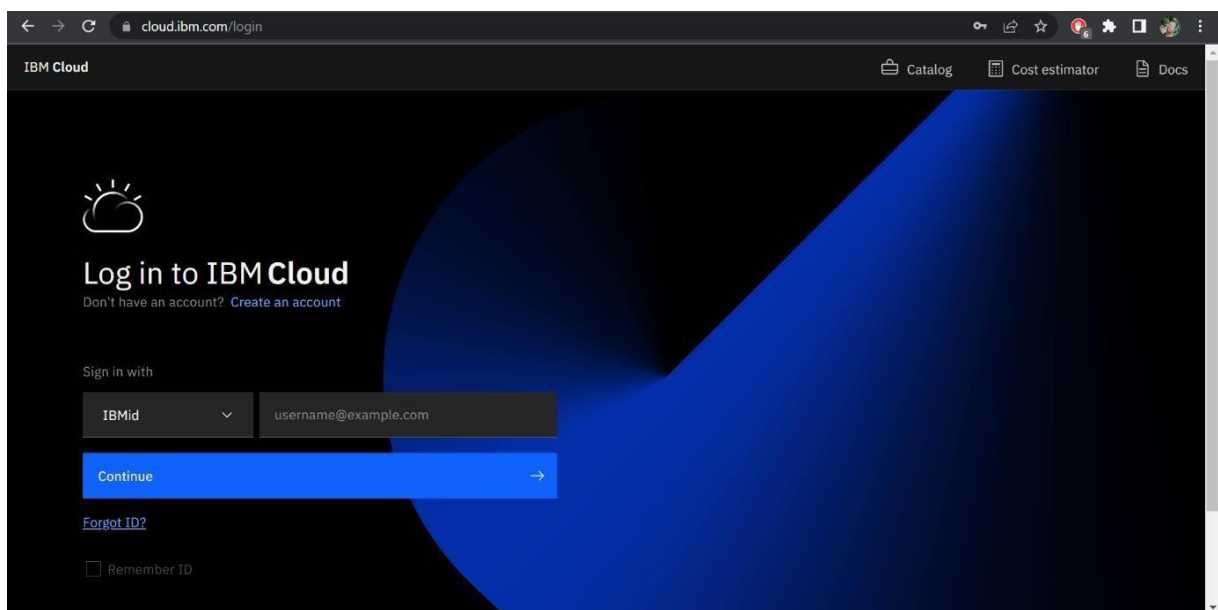 cloud.ibm.com/login
6
IBM Cloud
Catalog
Cost estimator
Docs
Log in to IBM Cloud
Don't have an account? Create an account
Sign in with
IBMid
username@example.com
Continue
Forgot ID?
Remember ID